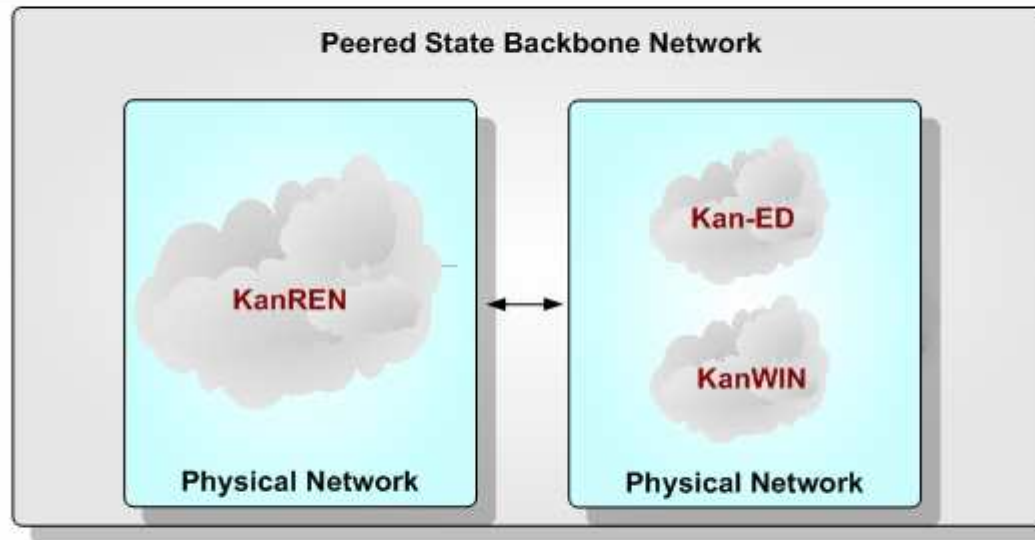 Peered State Backbone Network
KanREN
Physical Network
Kan-ED
KanWIN
Physical Network